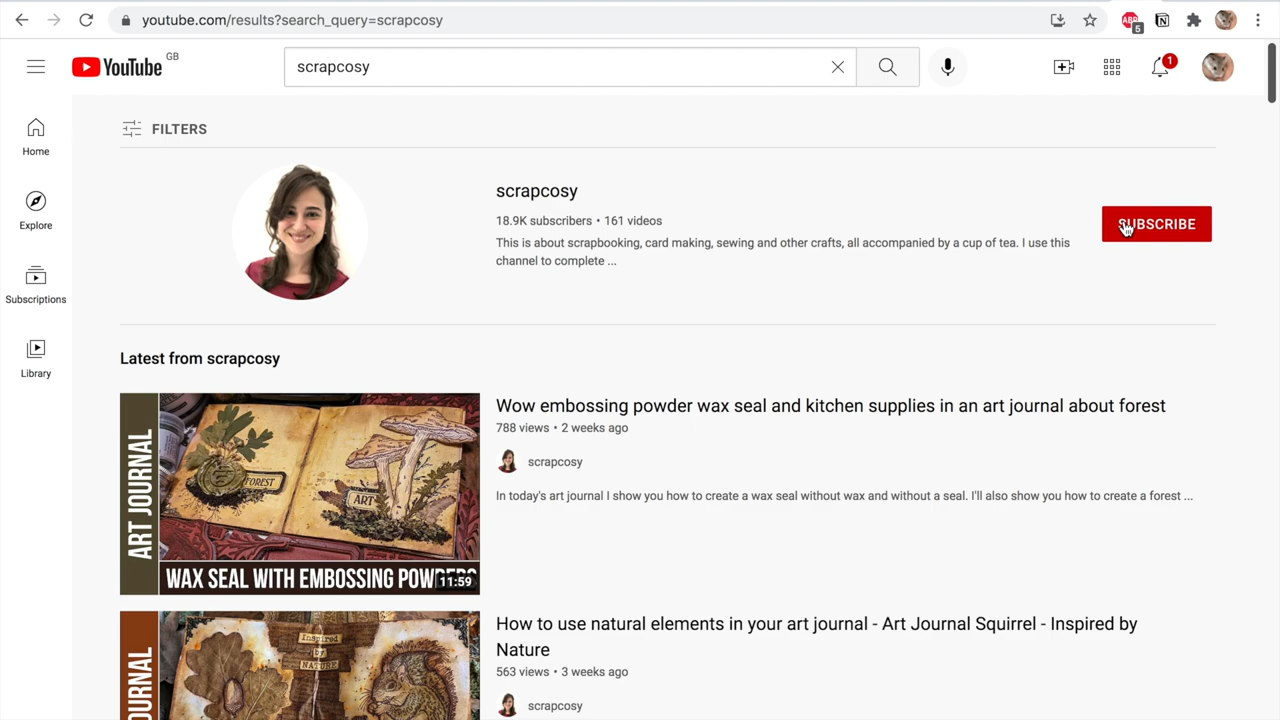 youtube.com/results?search_query=scrapcosy
ABP
5
YouTube
GB
scrapcosy
1
Home
Explore
Subscriptions
Library
FILTERS
scrapcosy
18.9K subscribers • 161 videos
This is about scrapbooking, card making, sewing and other crafts, all accompanied by a cup of tea. I use this
channel to complete ...
SUBSCRIBE
Latest from scrapcosy
ART JOURNAL
FOREST
ART
WAX SEAL WITH EMBOSSING POWDERS
11:59
Wow embossing powder wax seal and kitchen supplies in an art journal about forest
788 views • 2 weeks ago
scrapcosy
In today's art journal I show you how to create a wax seal without wax and without a seal. I'll also show you how to create a forest ...
OURNAL
Inspired
by
NATURE
How to use natural elements in your art journal - Art Journal Squirrel - Inspired by
Nature
563 views • 3 weeks ago
scrapcosy